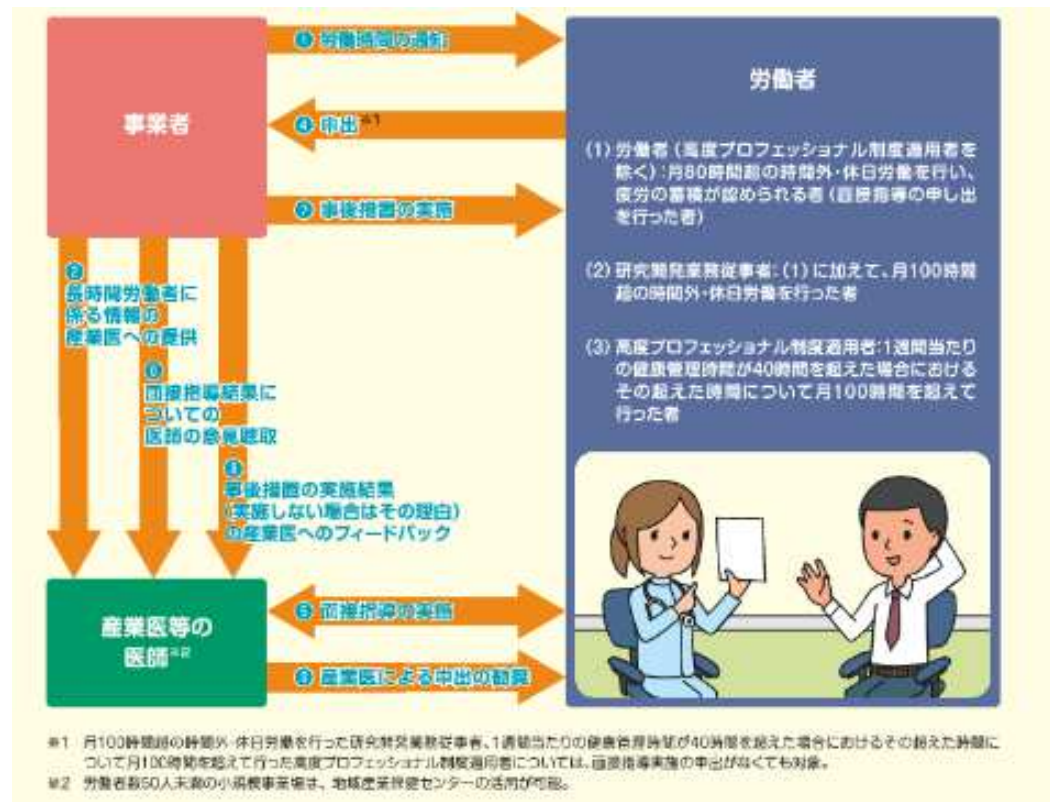 事業者
労働時間の通知
④ 申出※1
事後措置の実施
労働者
(1) 労働者(高度プロフェッショナル制度適用者を
除く):月80時間超の時間外・休日労働を行い、
疲労の蓄積が認められる者(面接指導の申し出
を行った者)
(2) 研究開発業務従事者:(1)に加えて、月100時間
超の時間外・休日労働を行った者
(3) 高度プロフェッショナル制度適用者:1週間当たり
の健康管理時間が40時間を超えた場合における
その超えた時間について月100時間を超えて
行った者
②
長時間労働者に
係る情報の
産業医への提供
面接指導結果に
ついての
医師の意見聴取
事後措置の実施結果
(実施しない場合はその理由)
の産業医へのフィードバック
産業医等の
医師※2
⑤ 面接指導の実施
産業医による申出の勧奨
※1 月100時間超の時間外・休日労働を行った研究開発業務従事者、1週間当たりの健康管理時間が40時間を超えた場合におけるその超えた時間に
ついて月100時間を超えて行った高度プロフェッショナル制度適用者については、面接指導実施の申出がなくても対象。
※2 労働者数50人未満の小規模事業場は、地域産業保健センターの活用が可能。